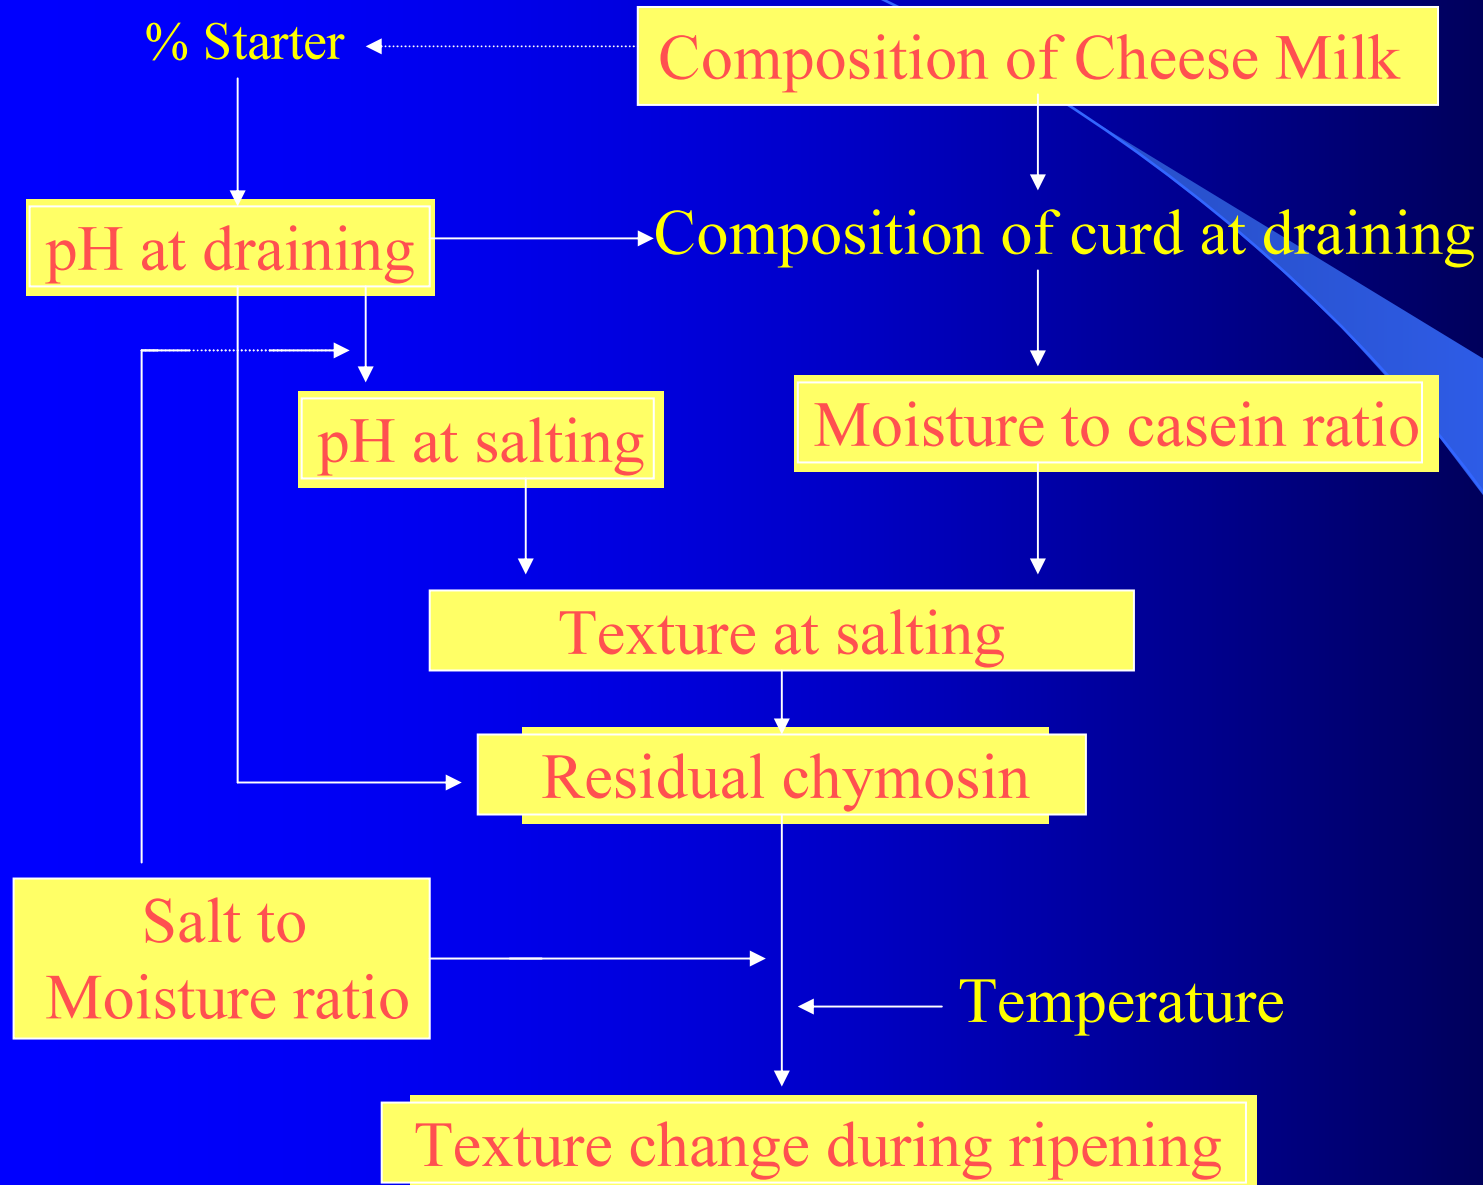 % Starter
Composition of Cheese Milk
pH at draining
Composition of curd at draining
pH at salting
Moisture to casein ratio
Texture at salting
Residual chymosin
Salt to
Moisture ratio
Temperature
Texture change during ripening